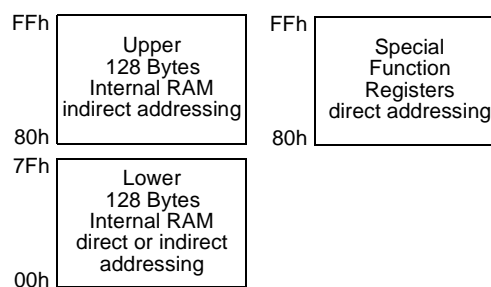 FFh
Upper
128 Bytes
Internal RAM
indirect addressing
80h
FFh
Special
Function
Registers
direct addressing
80h
7Fh
Lower
128 Bytes
Internal RAM
direct or indirect
addressing
00h